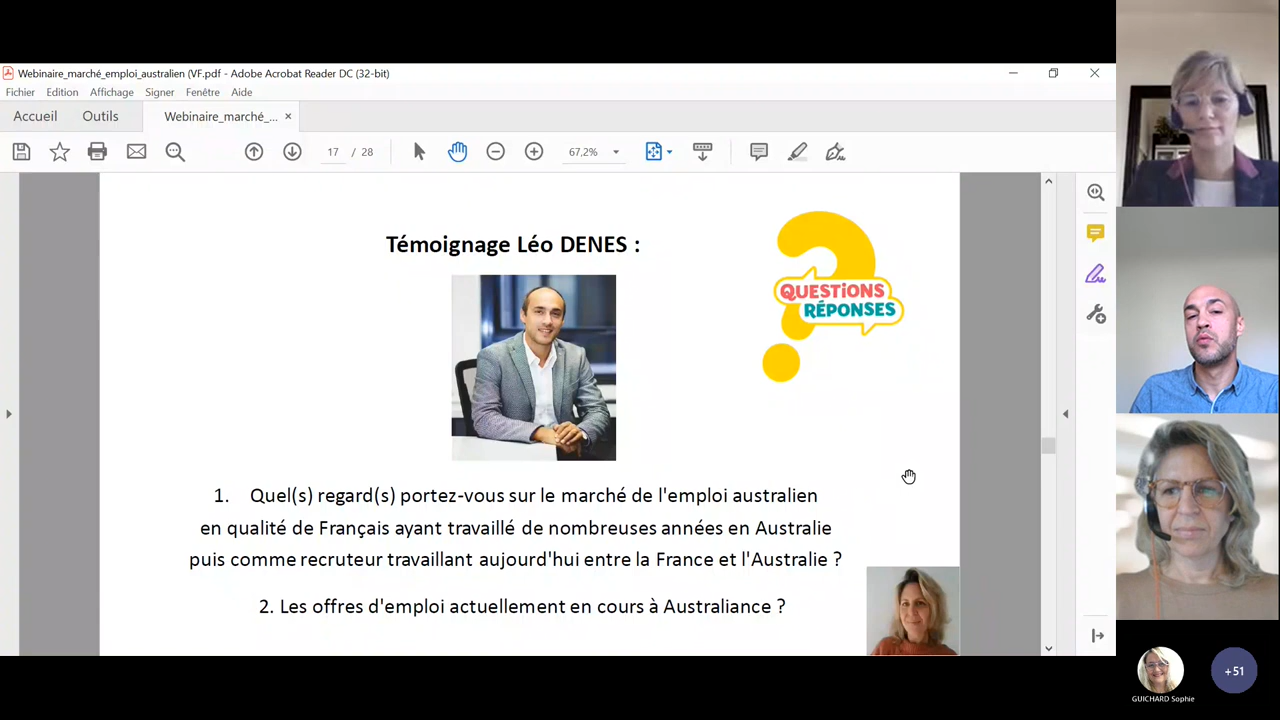 Webinaire_marché_emploi_australien (VF.pdf - Adobe Acrobat Reader DC (32-bit)
Fichier Edition Affichage Signer Fenêtre Aide
Accueil Outils Webinaire_marché_...
17 / 28 67,2%
Témoignage Léo DENES :
QUESTIONS
RÉPONSES
1. Quel(s) regard(s) portez-vous sur le marché de l'emploi australien
en qualité de Français ayant travaillé de nombreuses années en Australie
puis comme recruteur travaillant aujourd'hui entre la France et l'Australie ?
2. Les offres d'emploi actuellement en cours à Australiance ?
+51
GUICHARD Sophie